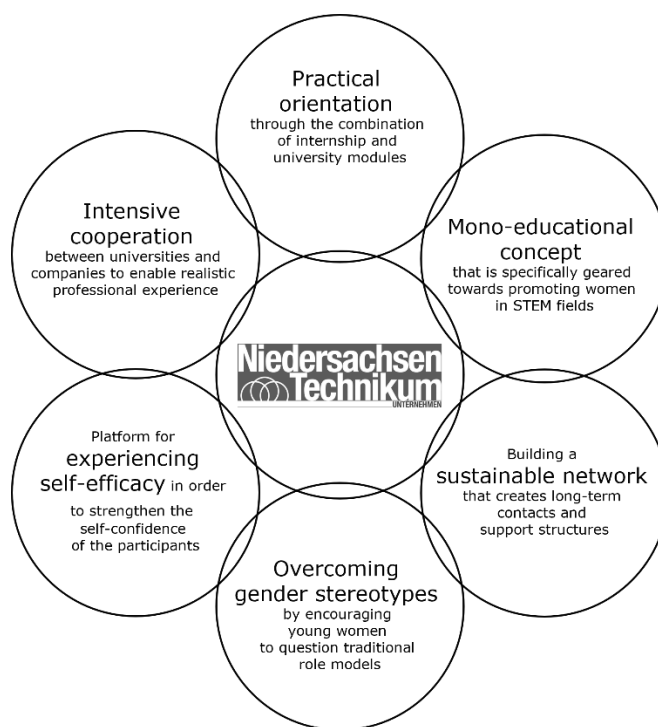 Practical
orientation
through the combination
of internship and
university modules
Intensive
cooperation
between universities and
companies to enable realistic
professional experience
Mono-educational
concept
that is specifically geared
towards promoting women
in STEM fields
Niedersachsen
Technikum
UNTERNEHMEN
Platform for
experiencing
self-efficacy in order
to strengthen the
self-confidence
of the participants
Building a
sustainable network
that creates long-term
contacts and
support structures
Overcoming
gender stereotypes
by encouraging
young women
to question traditional
role models